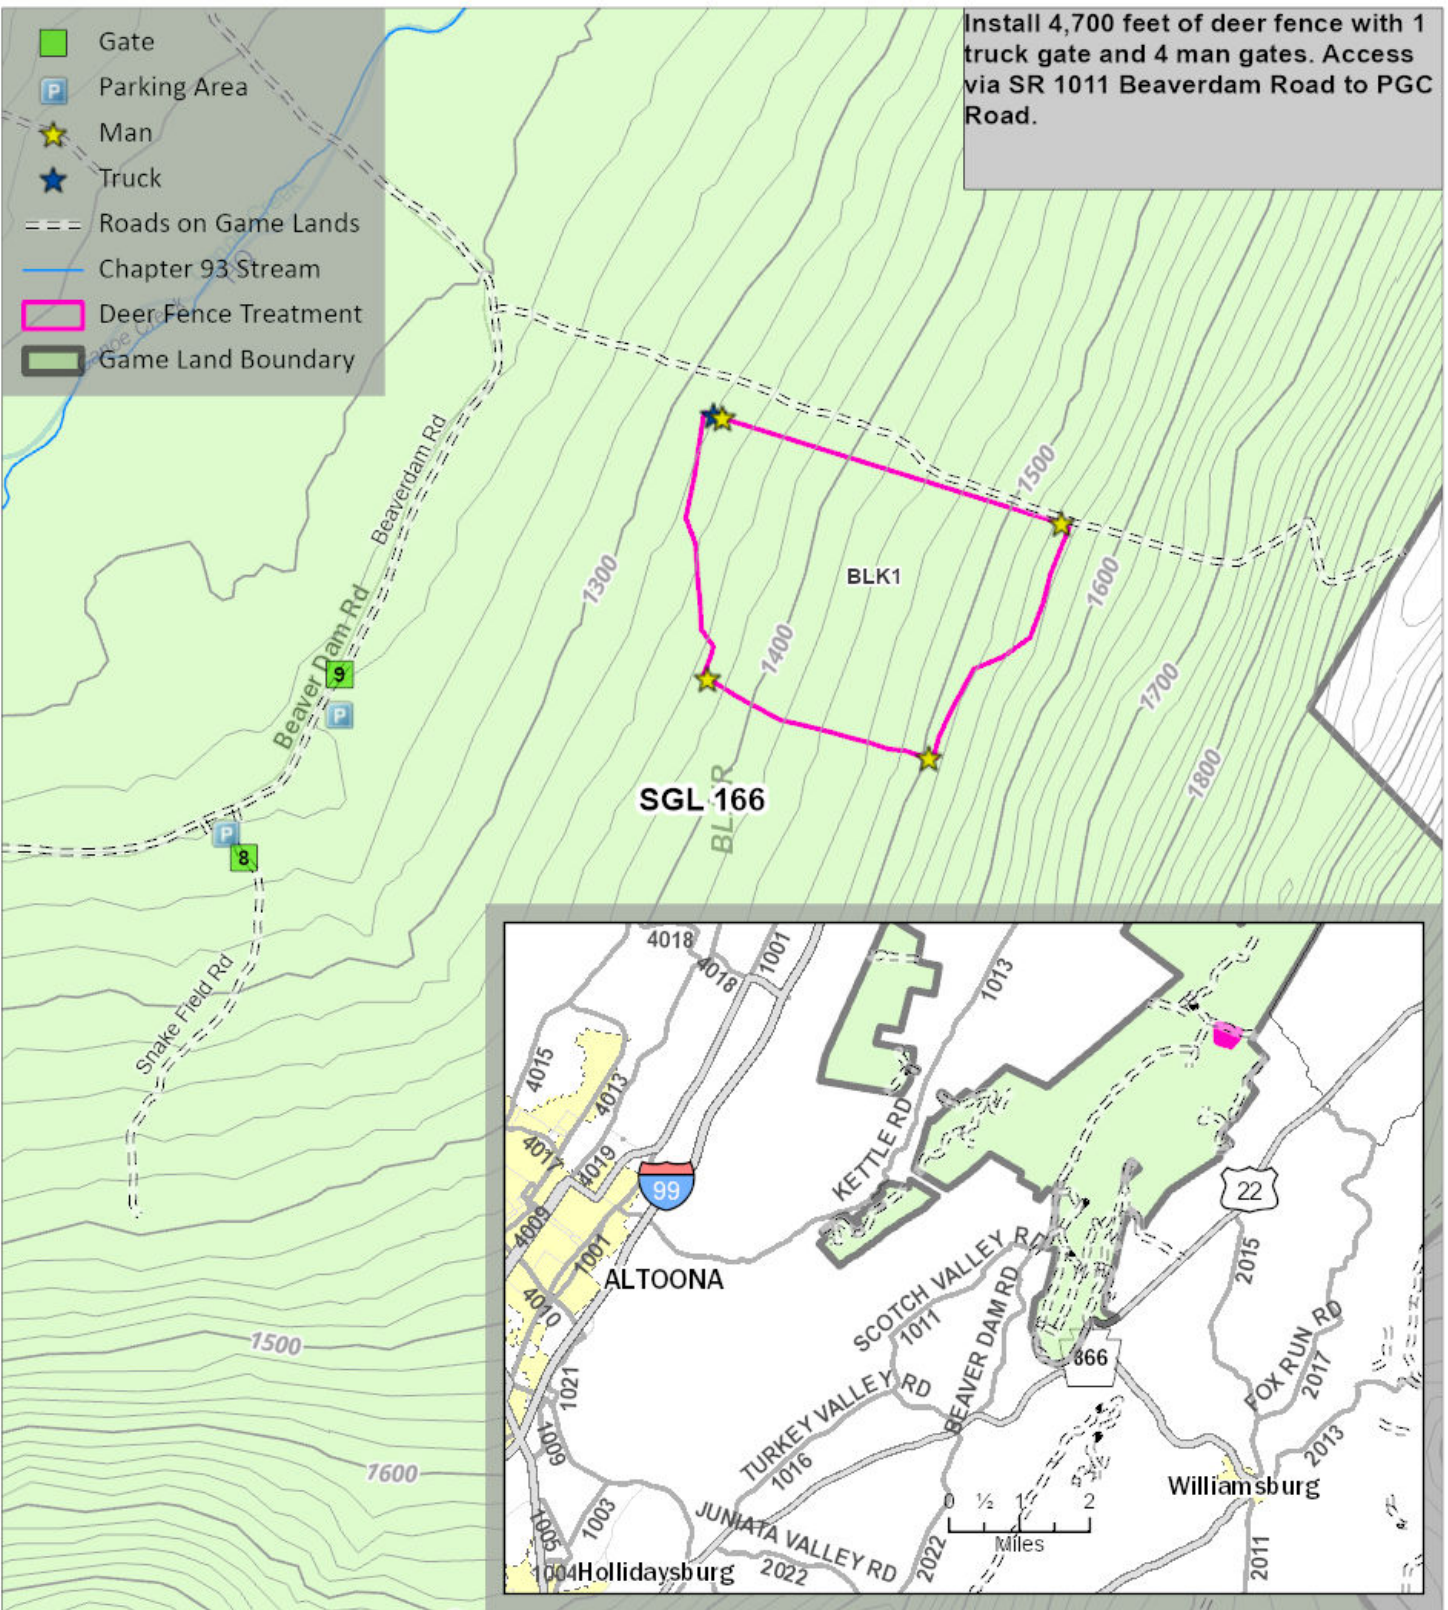 Gate
Parking Area
Man
Truck
Roads on Game Lands
Chapter 93 Stream
Deer Fence Treatment
Game Land Boundary
Install 4,700 feet of deer fence with 1
truck gate and 4 man gates. Access
via SR 1011 Beaverdam Road to PGC
Road.
P
Canoe Creek
HQ
Beaverdam Rd
Beaver Dam Rd
9
P
P
8
Snake Field Rd
1300
1400
1500
1600
1700
1800
BLK1
SGL 166
BLAIR
1500
1600
4018
4018
1001
1013
4015
4013
4017
4019
4009
1001
4010
99
ALTOONA
KETTLE RD
22
SCOTCH VALLEY RD
1011
BEAVER DAM RD
866
2015
FOX RUN RD
2017
TURKEY VALLEY RD
1016
1021
1009
2013
Williamsburg
0 ½ 1 2
Miles
1005
1003
JUNIATA VALLEY RD
2022
2022
2011
1004
Hollidaysburg